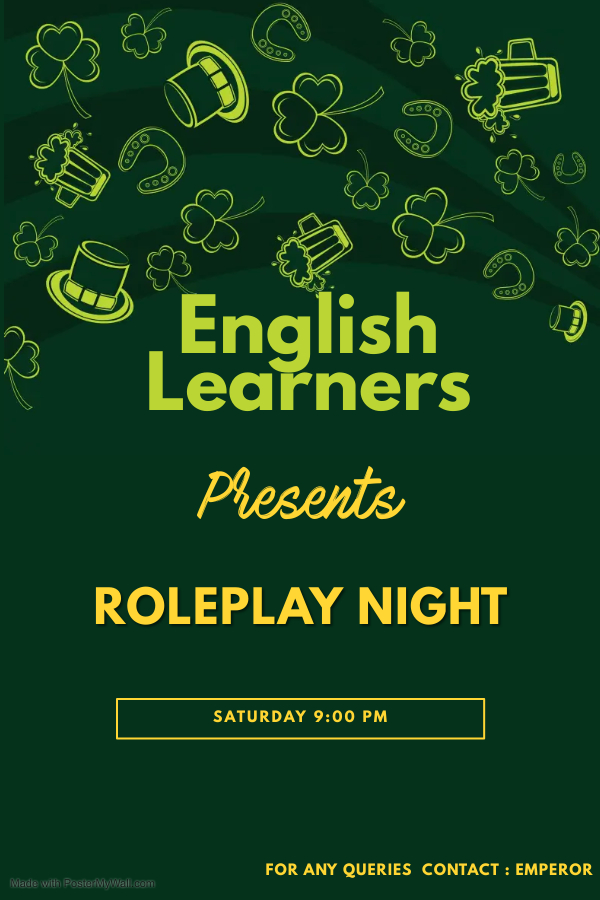 English
Learners
Presents
ROLEPLAY NIGHT
SATURDAY 9:00 PM
FOR ANY QUERIES CONTACT : EMPEROR
Made with PosterMyWall.com